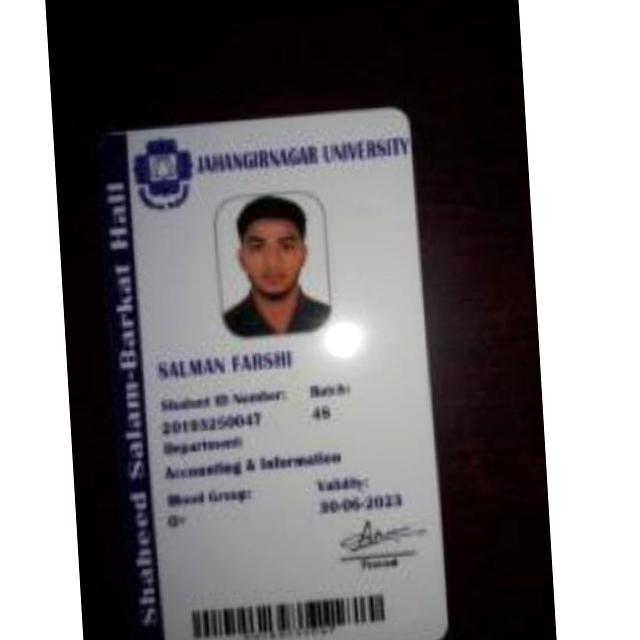 JAHANGIRNAGAR UNIVERSITY
Shaheed Salam-Barkat Hall
SALMAN FARSHI
Student ID Number: Batch:
20193250047 48
Department:
Accounting & Information
Blood Group: Validity:
O+ 30-06-2023
Provost